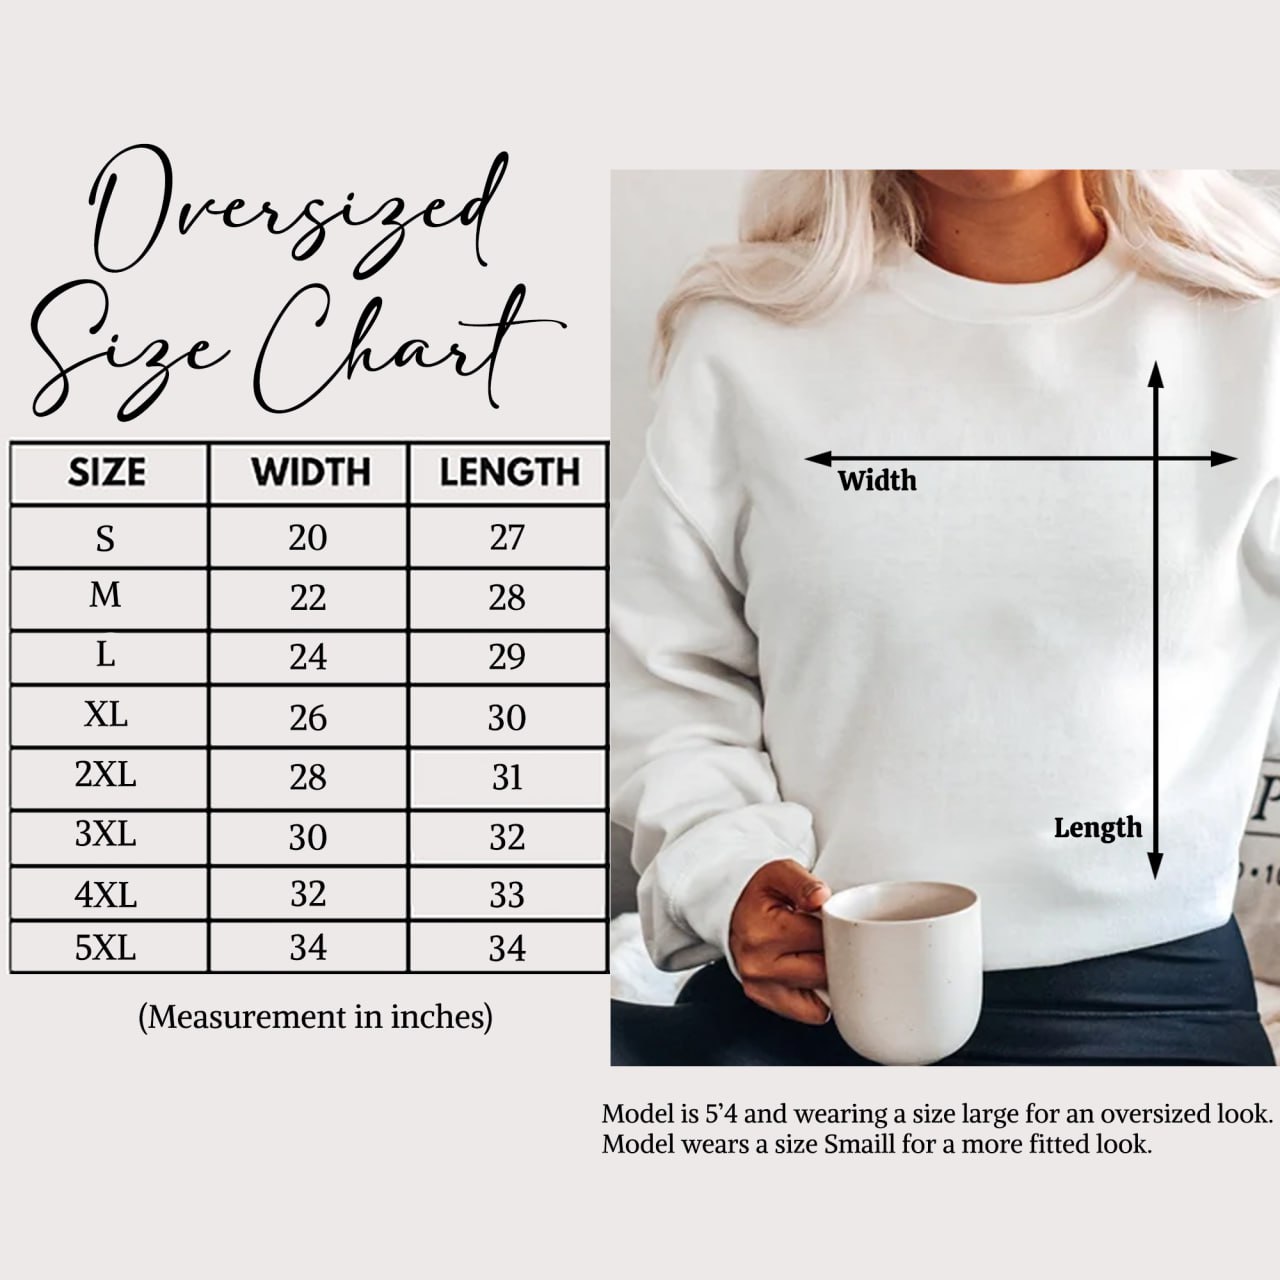 Oversized
Size Chart
SIZE WIDTH LENGTH
S 20 27
M 22 28
L 24 29
XL 26 30
2XL 28 31
3XL 30 32
4XL 32 33
5XL 34 34
(Measurement in inches)
Width
Length
Model is 5’4 and wearing a size large for an oversized look.
Model wears a size Smaill for a more fitted look.